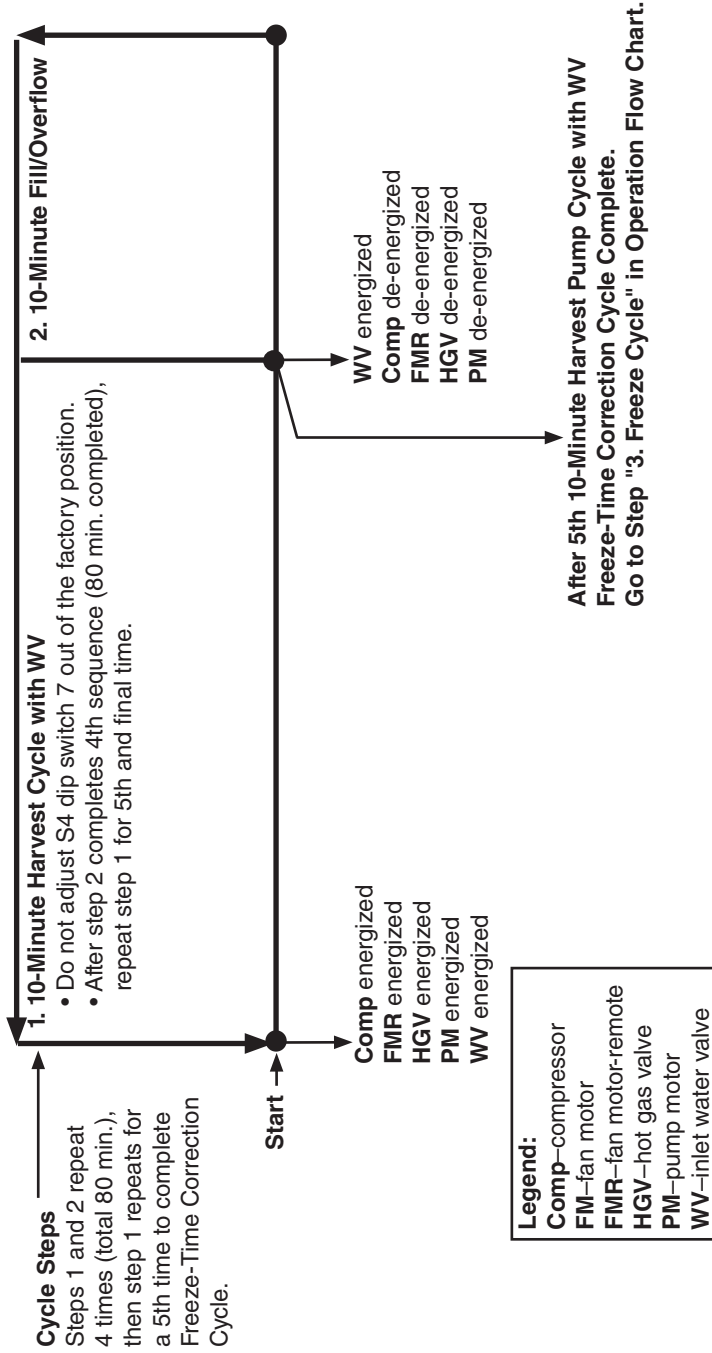 Cycle Steps
Steps 1 and 2 repeat
4 times (total 80 min.),
then step 1 repeats for
a 5th time to complete
Freeze-Time Correction
Cycle.
1. 10-Minute Harvest Cycle with WV
• Do not adjust S4 dip switch 7 out of the factory position.
• After step 2 completes 4th sequence (80 min. completed),
repeat step 1 for 5th and final time.
2. 10-Minute Fill/Overflow
Start
Comp energized
FMR energized
HGV energized
PM energized
WV energized
WV energized
Comp de-energized
FMR de-energized
HGV de-energized
PM de-energized
After 5th 10-Minute Harvest Pump Cycle with WV
Freeze-Time Correction Cycle Complete.
Go to Step "3. Freeze Cycle" in Operation Flow Chart.
Legend:
Comp–compressor
FM–fan motor
FMR–fan motor-remote
HGV–hot gas valve
PM–pump motor
WV–inlet water valve